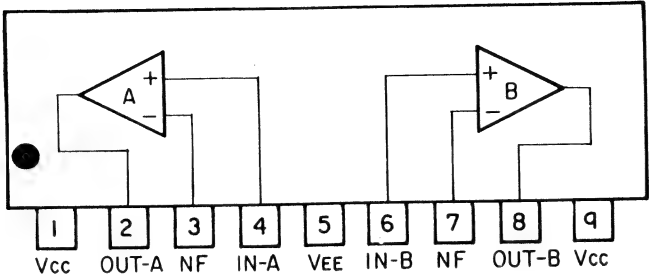 A + −
B + −
1 2 3 4 5 6 7 8 9
Vcc OUT-A NF IN-A VEE IN-B NF OUT-B Vcc